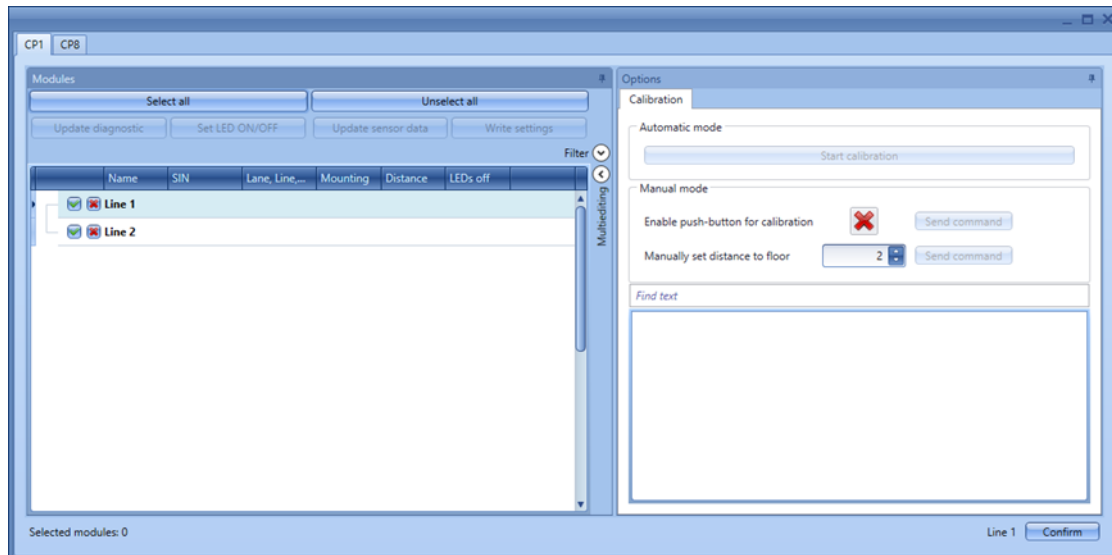 CP1 CP8
Modules
Select all Unselect all
Update diagnostic Set LED ON/OFF Update sensor data Write settings
Filter
Name SIN Lane, Line,... Mounting Distance LEDs off
Line 1
Line 2
Multiediting
Selected modules: 0
Options
Calibration
Automatic mode
Start calibration
Manual mode
Enable push-button for calibration Send command
Manually set distance to floor 2 Send command
Find text
Line 1 Confirm